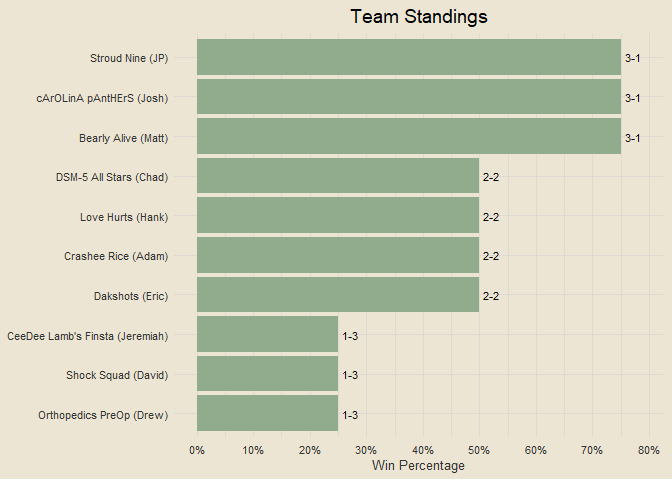 Team Standings
Stroud Nine (JP) 3-1
cArOLinA pAntHErS (Josh) 3-1
Bearly Alive (Matt) 3-1
DSM-5 All Stars (Chad) 2-2
Love Hurts (Hank) 2-2
Crashee Rice (Adam) 2-2
Dakshots (Eric) 2-2
CeeDee Lamb's Finsta (Jeremiah) 1-3
Shock Squad (David) 1-3
Orthopedics PreOp (Drew) 1-3
0% 10% 20% 30% 40% 50% 60% 70% 80%
Win Percentage